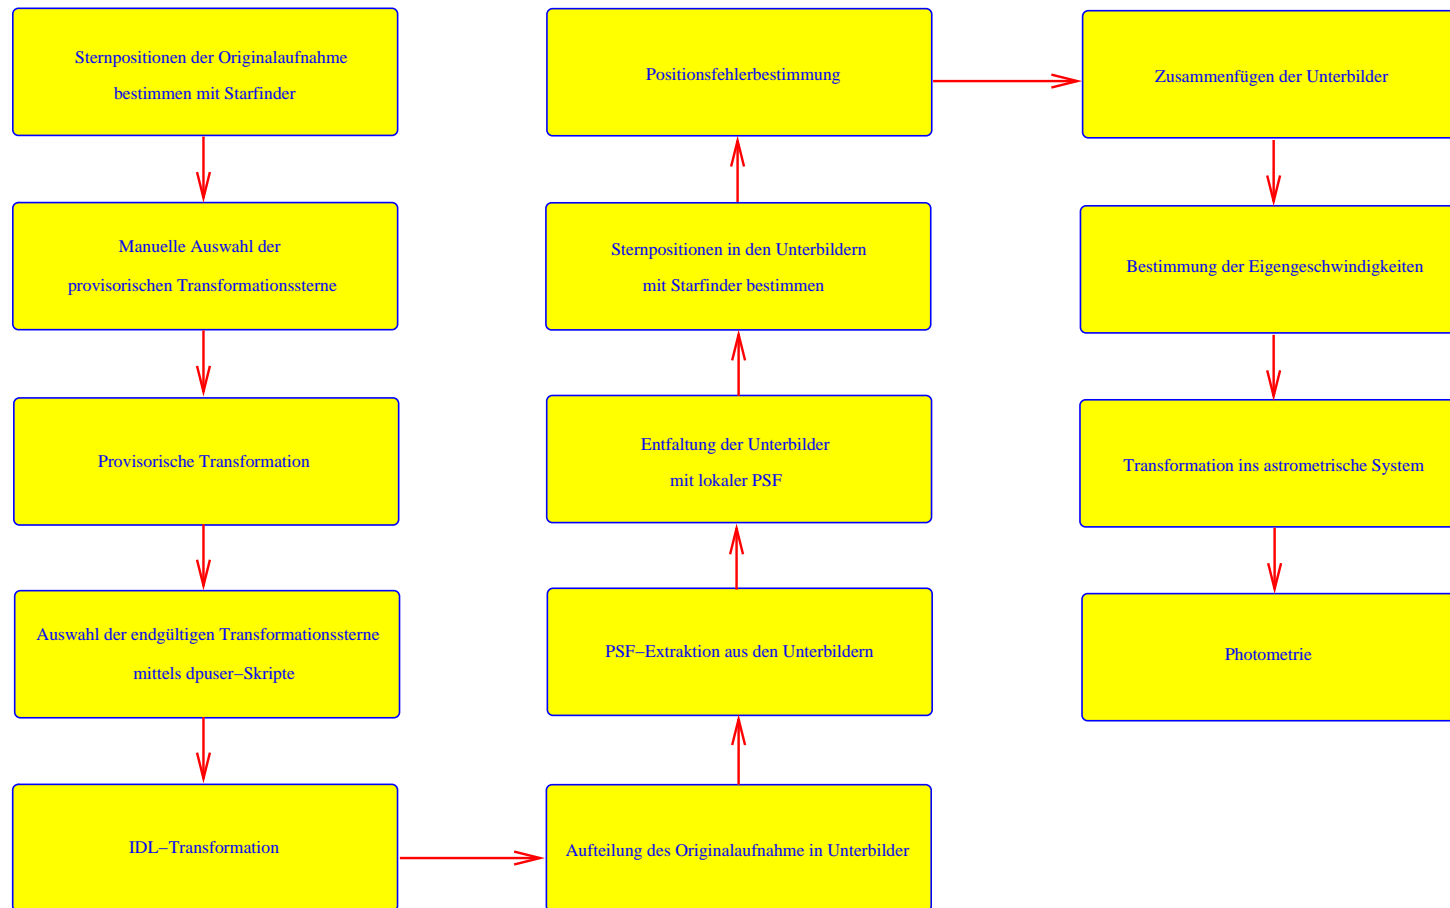 Sternpositionen der Originalaufnahme
bestimmen mit Starfinder
Manuelle Auswahl der
provisorischen Transformationssterne
Provisorische Transformation
Auswahl der endgültigen Transformationssterne
mittels dpuser−Skripte
IDL−Transformation
Aufteilung des Originalaufnahme in Unterbilder
PSF−Extraktion aus den Unterbildern
Entfaltung der Unterbilder
mit lokaler PSF
Sternpositionen in den Unterbildern
mit Starfinder bestimmen
Positionsfehlerbestimmung
Zusammenfügen der Unterbilder
Bestimmung der Eigengeschwindigkeiten
Transformation ins astrometrische System
Photometrie